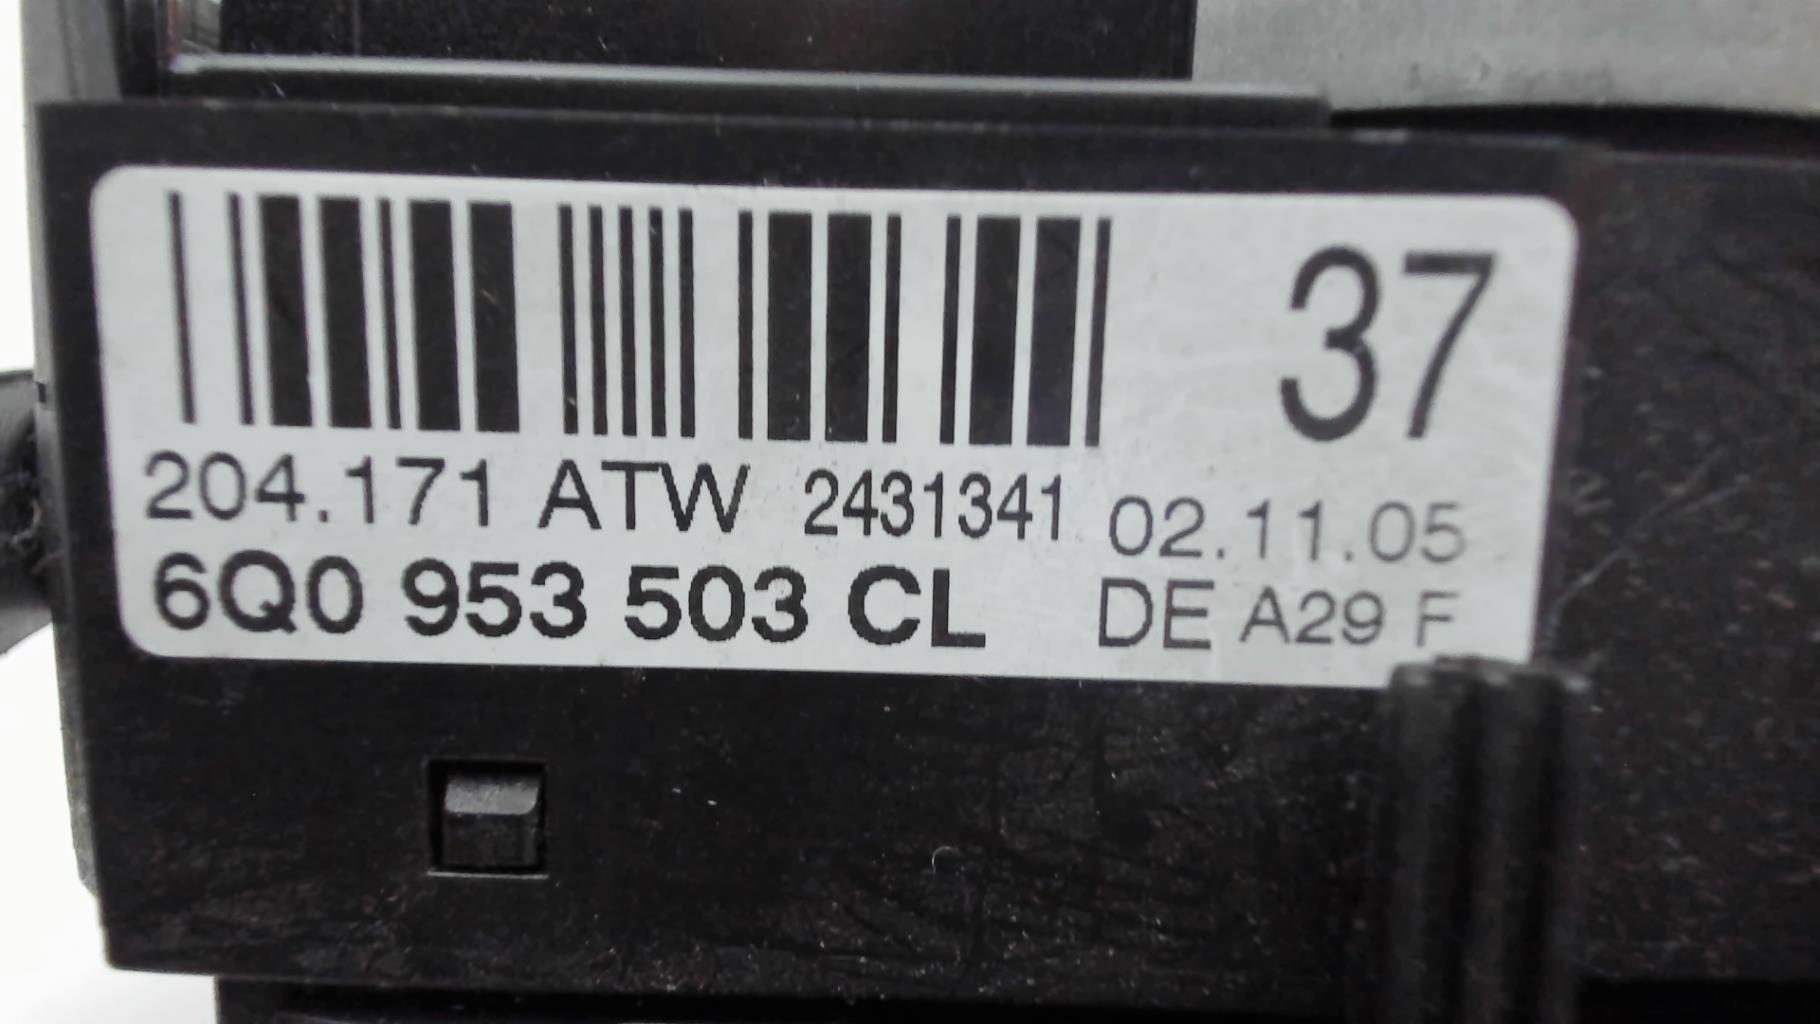 37
204.171 ATW 2431341 02.11.05
6Q0 953 503 CL DE A29 F